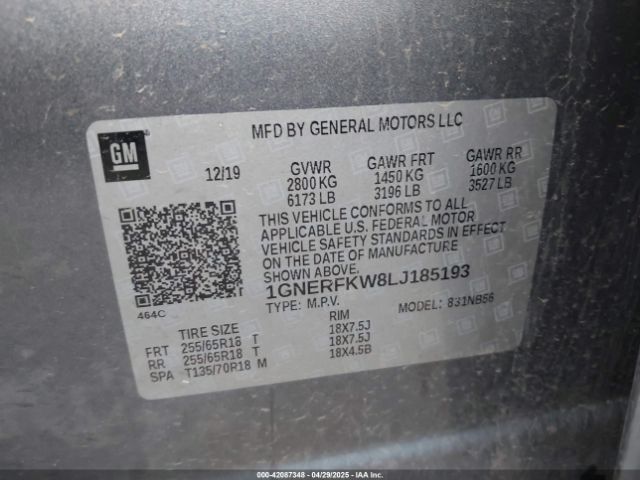 MFD BY GENERAL MOTORS LLC
GM
12/19
GVWR GAWR FRT GAWR RR
2800 KG 1450 KG 1600 KG
6173 LB 3196 LB 3527 LB
THIS VEHICLE CONFORMS TO ALL
APPLICABLE U.S. FEDERAL MOTOR
VEHICLE SAFETY STANDARDS IN EFFECT
ON THE DATE OF MANUFACTURE
SHOWN ABOVE.
1GNERFKW8LJ185193
464C
TYPE: M.P.V. MODEL: 831NB56
TIRE SIZE RIM
FRT 255/65R18 T 18X7.5J
RR 255/65R18 T 18X7.5J
SPA T135/70R18 M 18X4.5B
000-42087348 - 04/29/2025 - IAAI.COM